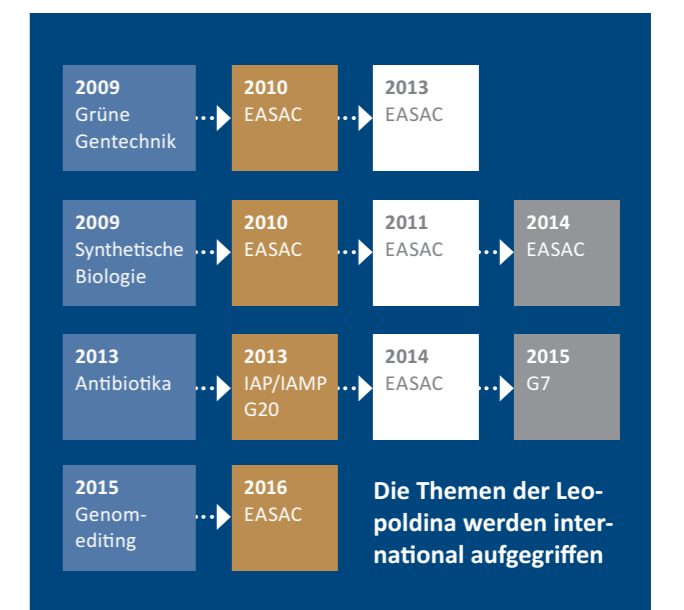 2009
Grüne
Gentechnik
2010
EASAC
2013
EASAC
2009
Synthetische
Biologie
2010
EASAC
2011
EASAC
2014
EASAC
2013
Antibiotika
2013
IAP/IAMP
G20
2014
EASAC
2015
G7
2015
Genom-
editing
2016
EASAC
Die Themen der Leo-
poldina werden inter-
national aufgegriffen